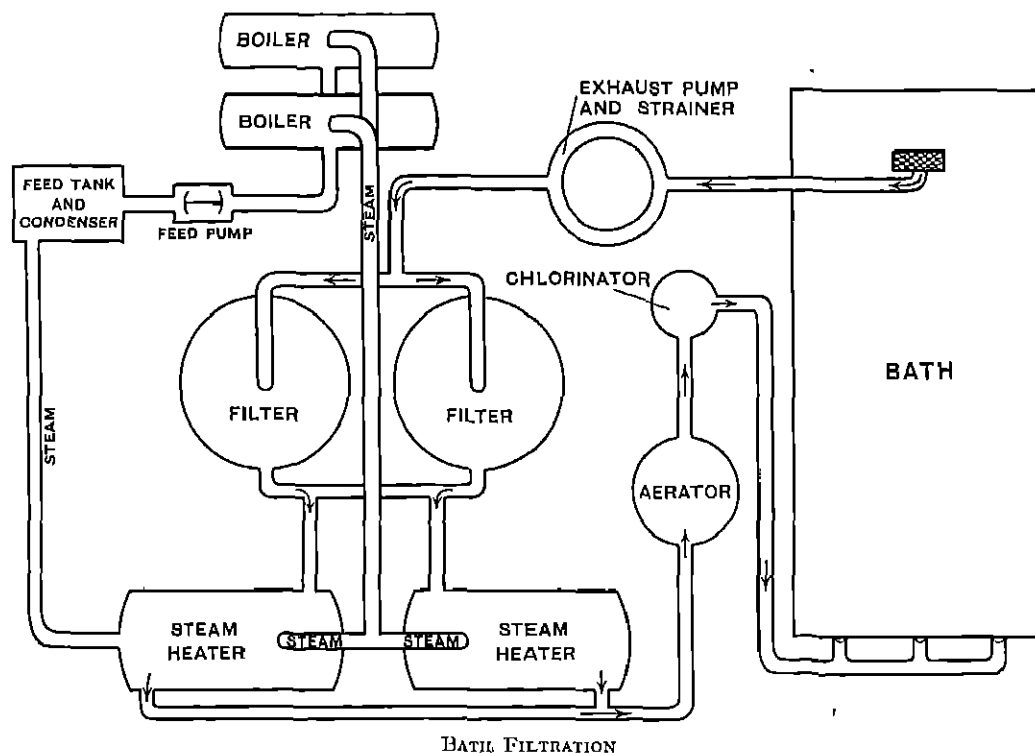 BOILER
BOILER
EXHAUST PUMP
AND STRAINER
FEED TANK
AND
CONDENSER
FEED PUMP
STEAM
CHLORINATOR
BATH
FILTER
FILTER
STEAM
AERATOR
STEAM
HEATER
STEAM
STEAM
STEAM
HEATER
BATH FILTRATION